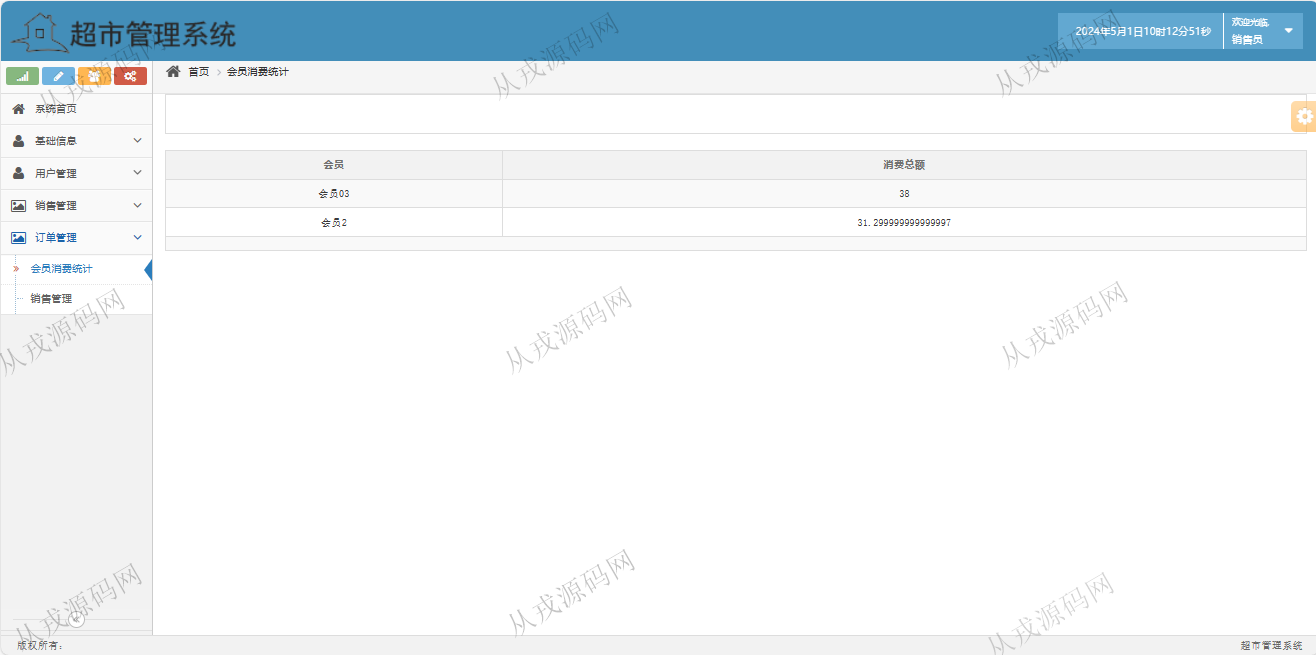 超市管理系统
2024年5月1日10时12分51秒
欢迎光临,
销售员
首页 > 会员消费统计
系统首页
基础信息
用户管理
销售管理
订单管理
会员消费统计
销售管理
会员 消费总额
会员03 38
会员2 31.299999999999997
版权所有:
超市管理系统
从戎源码网
从戎源码网
从戎源码网
从戎源码网
从戎源码网
从戎源码网
从戎源码网
从戎源码网
从戎源码网